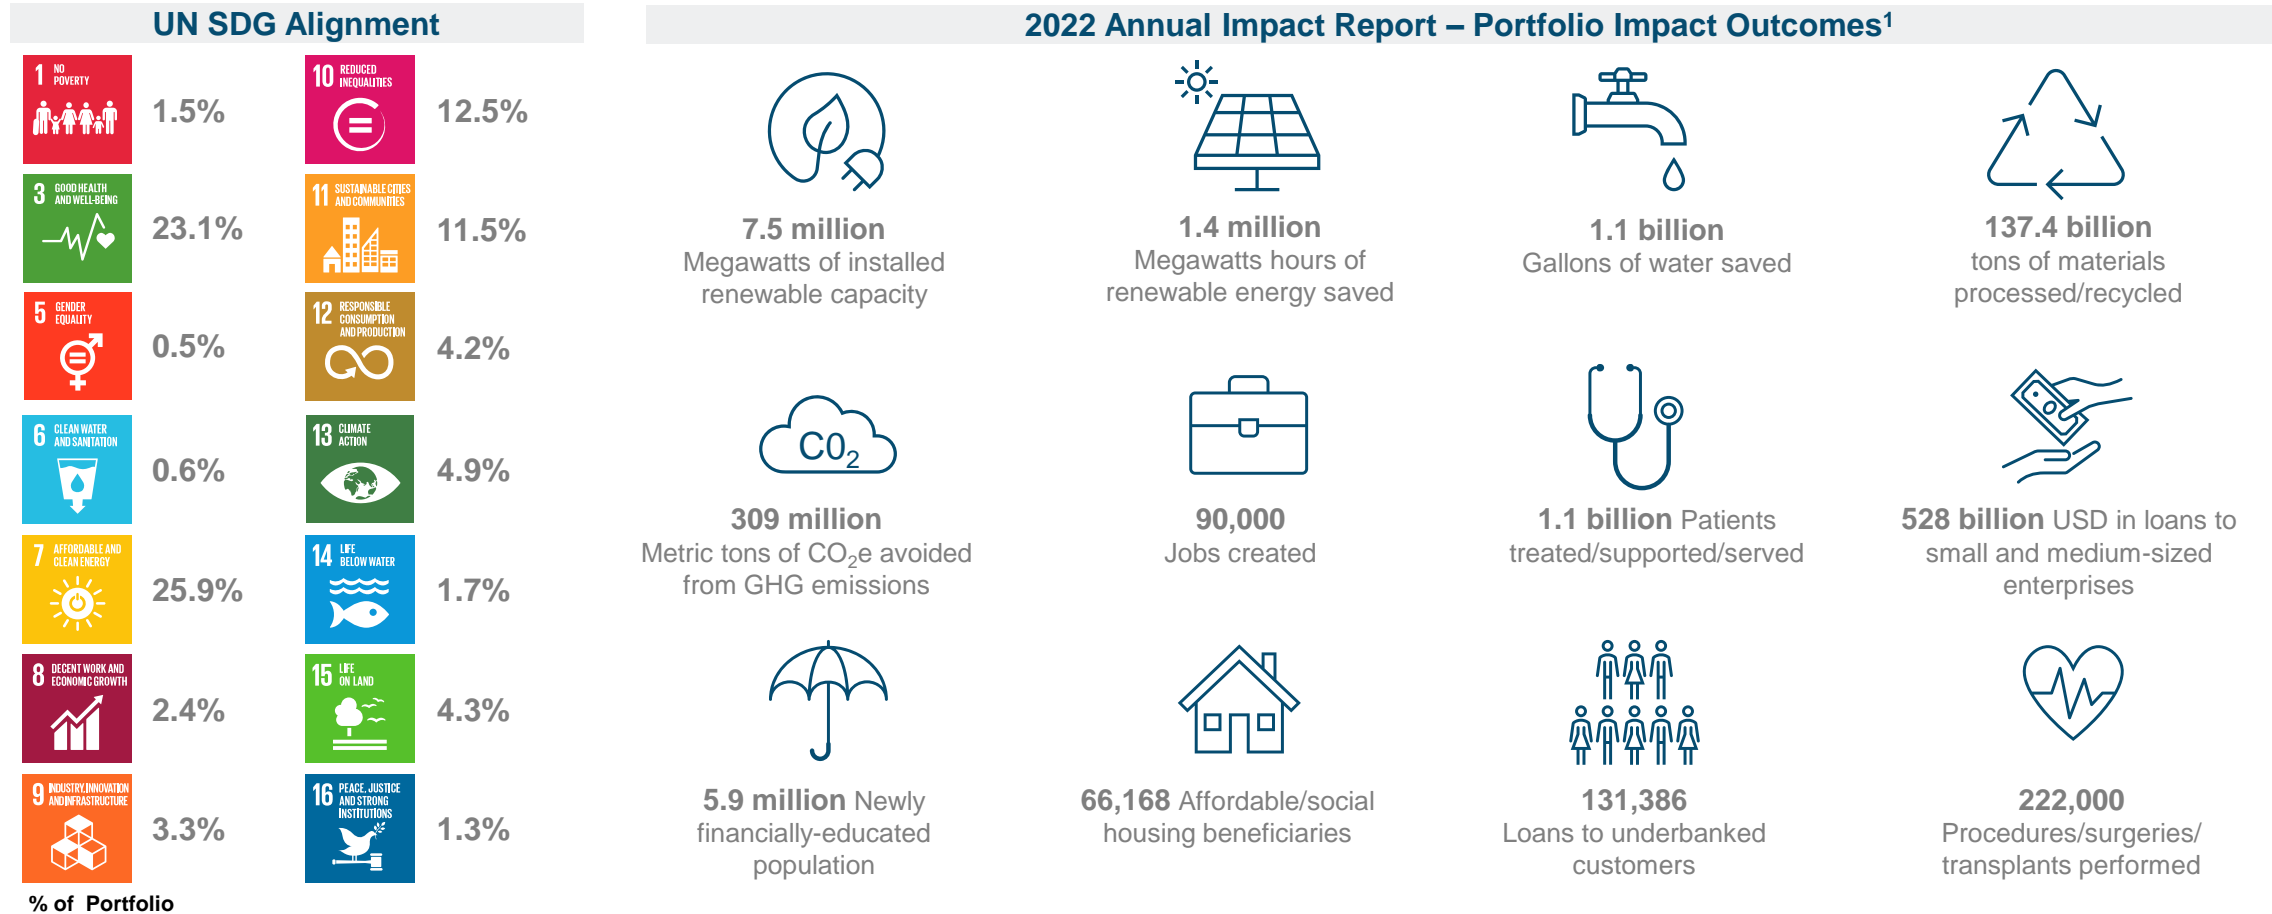 UN SDG Alignment
1 NO
POVERTY
1.5%
10 REDUCED
INEQUALITIES
12.5%
3 GOOD HEALTH
AND WELL-BEING
23.1%
11 SUSTAINABLE CITIES
AND COMMUNITIES
11.5%
5 GENDER
EQUALITY
0.5%
12 RESPONSIBLE
CONSUMPTION
AND PRODUCTION
4.2%
6 CLEAN WATER
AND SANITATION
0.6%
13 CLIMATE
ACTION
4.9%
7 AFFORDABLE AND
CLEAN ENERGY
25.9%
14 LIFE
BELOW WATER
1.7%
8 DECENT WORK AND
ECONOMIC GROWTH
2.4%
15 LIFE
ON LAND
4.3%
9 INDUSTRY, INNOVATION
AND INFRASTRUCTURE
3.3%
16 PEACE, JUSTICE
AND STRONG
INSTITUTIONS
1.3%
% of Portfolio
2022 Annual Impact Report – Portfolio Impact Outcomes¹
7.5 million
Megawatts of installed
renewable capacity
1.4 million
Megawatts hours of
renewable energy saved
1.1 billion
Gallons of water saved
137.4 billion
tons of materials
processed/recycled
C0₂
309 million
Metric tons of CO₂e avoided
from GHG emissions
90,000
Jobs created
1.1 billion Patients
treated/supported/served
528 billion USD in loans to
small and medium-sized
enterprises
5.9 million Newly
financially-educated
population
66,168 Affordable/social
housing beneficiaries
131,386
Loans to underbanked
customers
222,000
Procedures/surgeries/
transplants performed